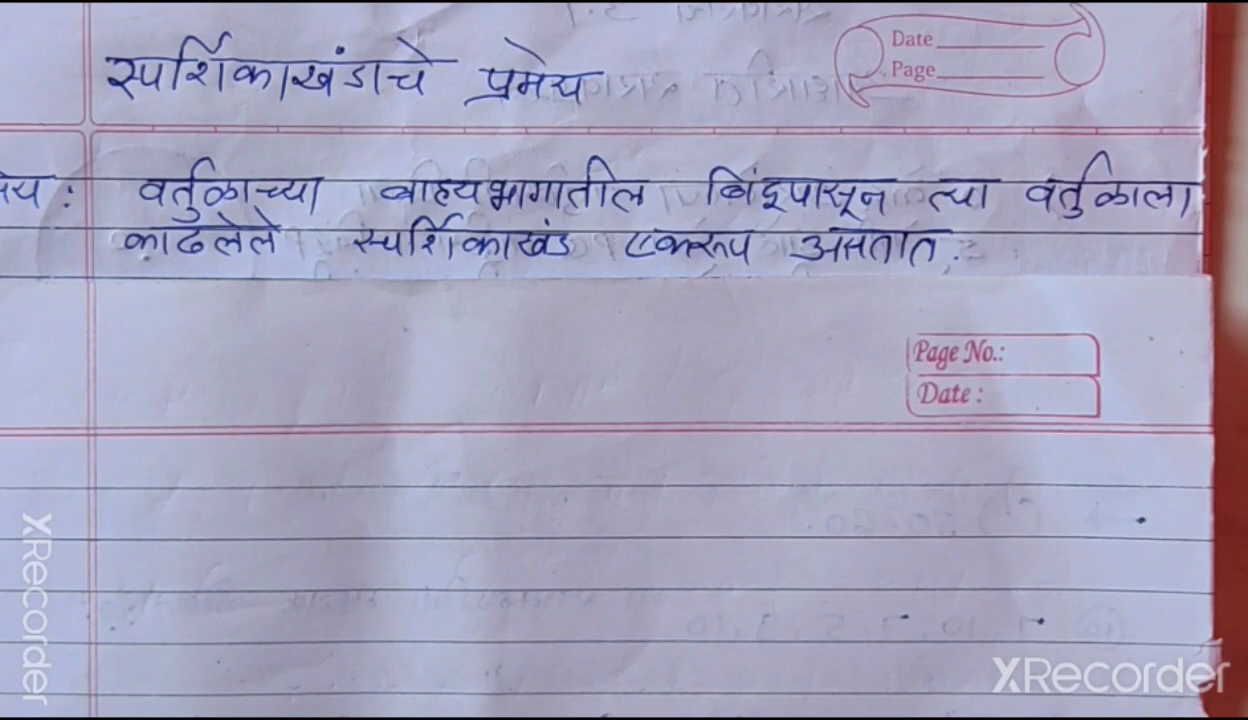 स्पर्शिकाखंडाचे प्रमेय
Date
Page
मेय : वर्तुळाच्या बाह्यभागातील बिंदूपासून त्या वर्तुळाला
काढलेले स्पर्शिकाखंड एकरूप असतात.
Page No.:
Date :
XRecorder
XRecorder